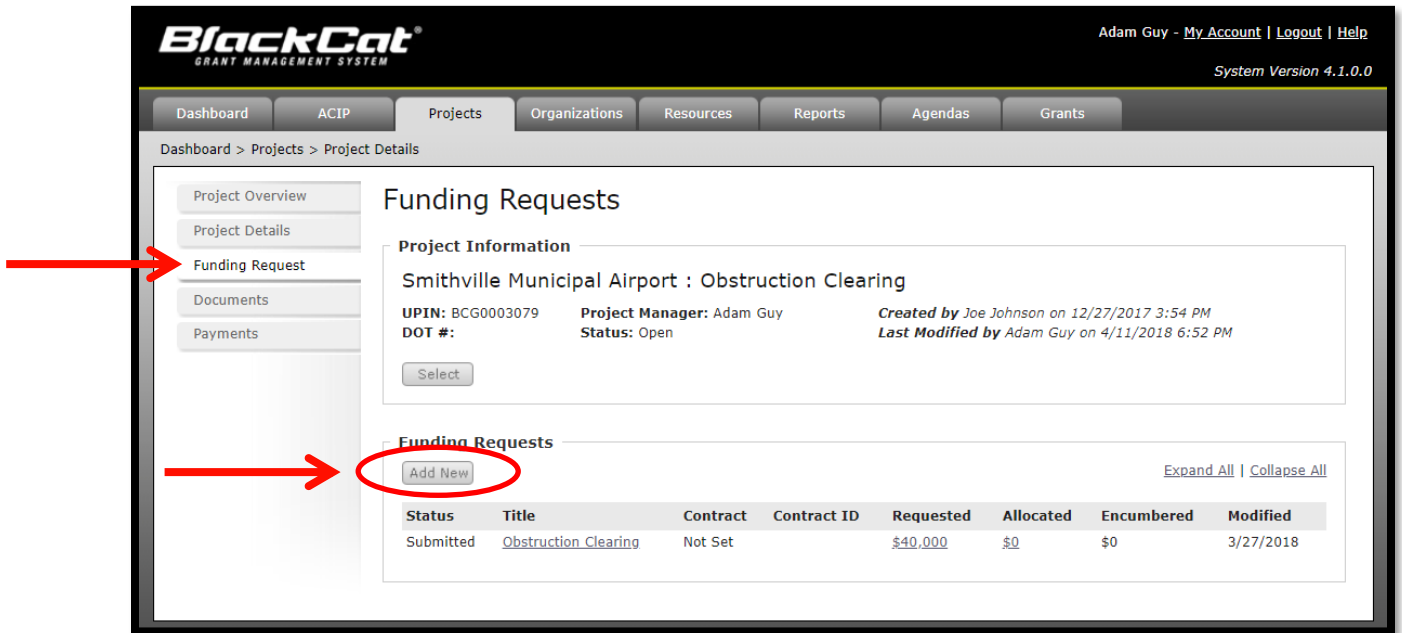 BlackCat®
GRANT MANAGEMENT SYSTEM
Adam Guy - My Account | Logout | Help
System Version 4.1.0.0
Dashboard ACIP Projects Organizations Resources Reports Agendas Grants
Dashboard > Projects > Project Details
Project Overview
Project Details
Funding Request
Documents
Payments
Funding Requests
Project Information
Smithville Municipal Airport : Obstruction Clearing
UPIN: BCG0003079 Project Manager: Adam Guy Created by Joe Johnson on 12/27/2017 3:54 PM
DOT #: Status: Open Last Modified by Adam Guy on 4/11/2018 6:52 PM
Select
Funding Requests
Add New Expand All | Collapse All
Status Title Contract Contract ID Requested Allocated Encumbered Modified
Submitted Obstruction Clearing Not Set $40,000 $0 $0 3/27/2018